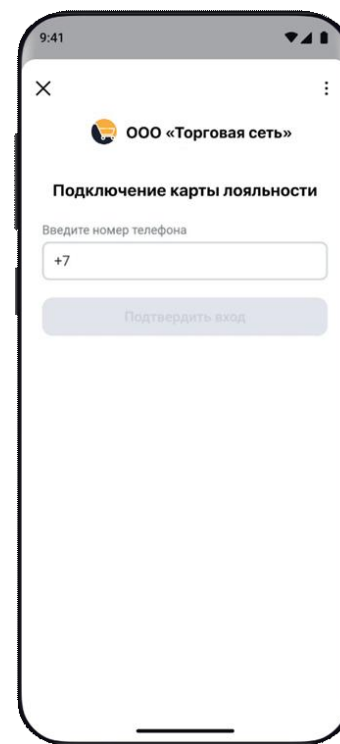 9:41
ООО «Торговая сеть»
Подключение карты лояльности
Введите номер телефона
+7
Подтвердить вход